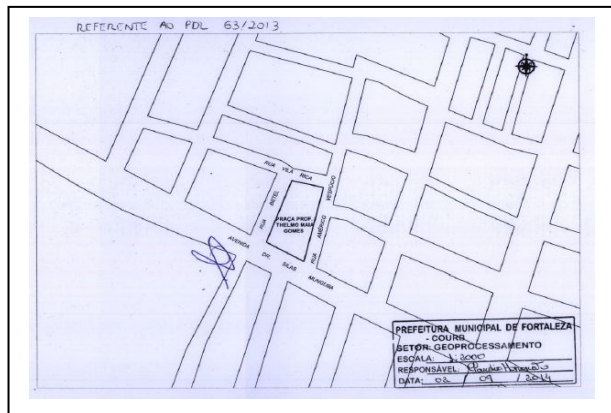 REFERENTE AO PDL 63/2013
RUA VILA RICA
RUA BETEL
RUA AMÉRICO VESPÚCIO
PRAÇA PROF.
THELMO MAIA
GOMES
AVENIDA DR. SILAS MUNGUBA
PREFEITURA MUNICIPAL DE FORTALEZA
- COURB
SETOR: GEOPROCESSAMENTO
ESCALA: 1:2000
RESPONSÁVEL:
DATA: 02 / 09 / 2014